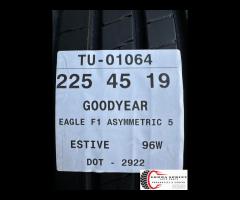 TU-01064
225 45 19
GOODYEAR
EAGLE F1 ASYMMETRIC 5
ESTIVE 96W
DOT - 2922